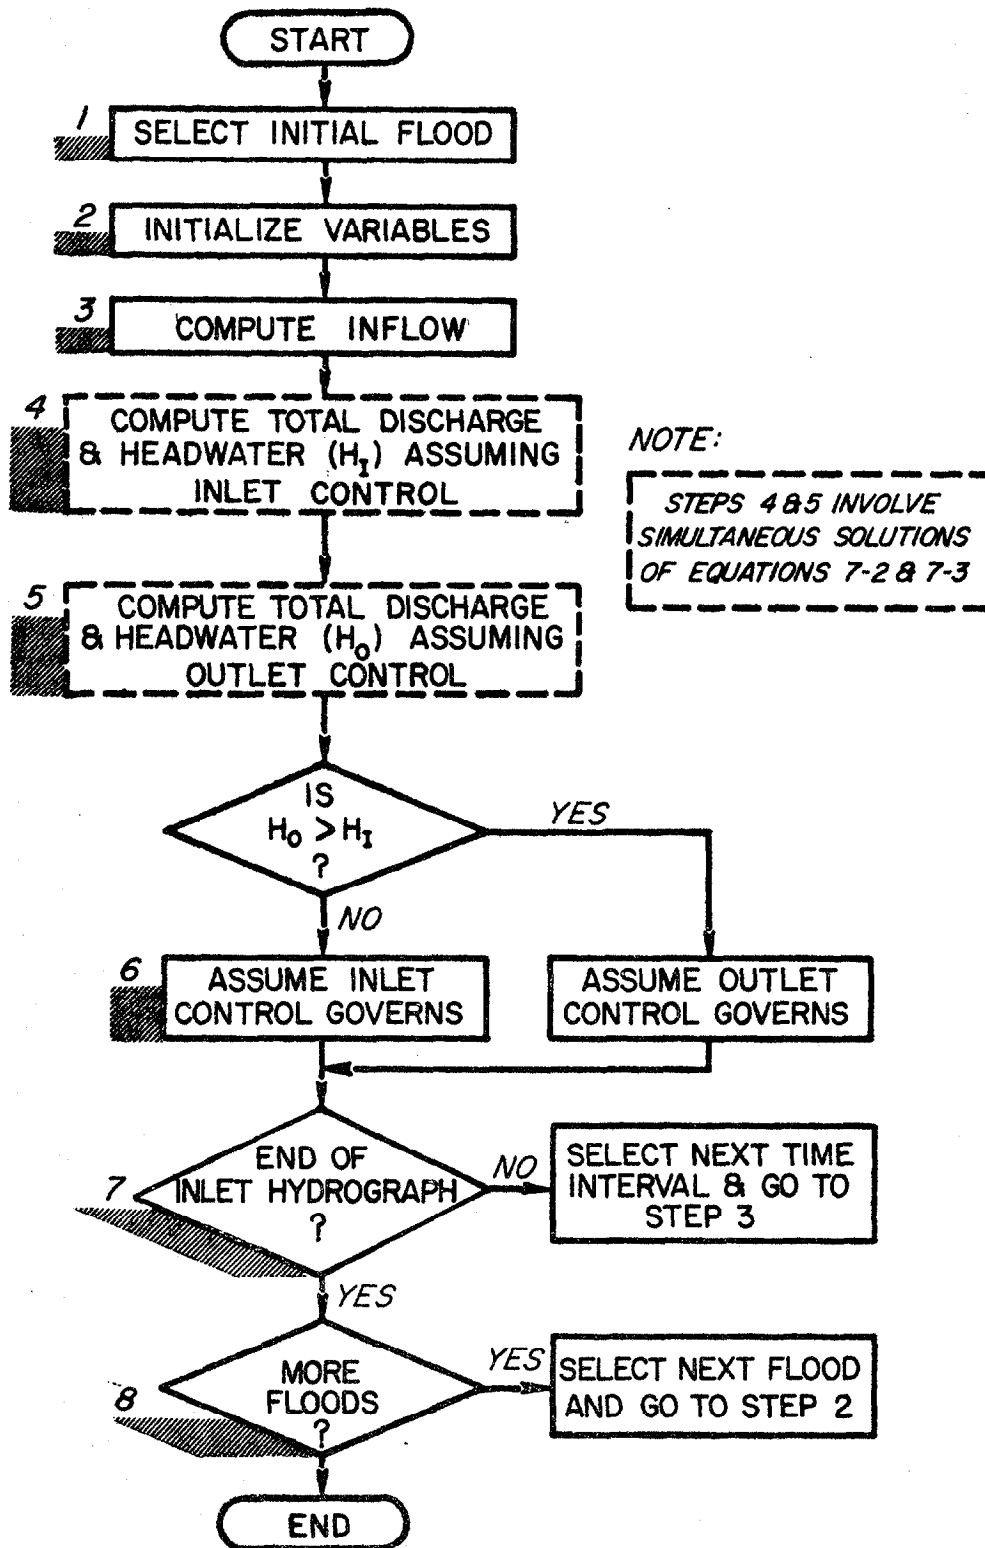 START
1
SELECT INITIAL FLOOD
2
INITIALIZE VARIABLES
3
COMPUTE INFLOW
4
COMPUTE TOTAL DISCHARGE
& HEADWATER (H_I) ASSUMING
INLET CONTROL
NOTE:
STEPS 4 & 5 INVOLVE
SIMULTANEOUS SOLUTIONS
OF EQUATIONS 7-2 & 7-3
5
COMPUTE TOTAL DISCHARGE
& HEADWATER (H_O) ASSUMING
OUTLET CONTROL
IS
H_O > H_I
?
YES
NO
6
ASSUME INLET
CONTROL GOVERNS
ASSUME OUTLET
CONTROL GOVERNS
7
END OF
INLET HYDROGRAPH
?
NO
SELECT NEXT TIME
INTERVAL & GO TO
STEP 3
YES
8
MORE
FLOODS
?
YES
SELECT NEXT FLOOD
AND GO TO STEP 2
END